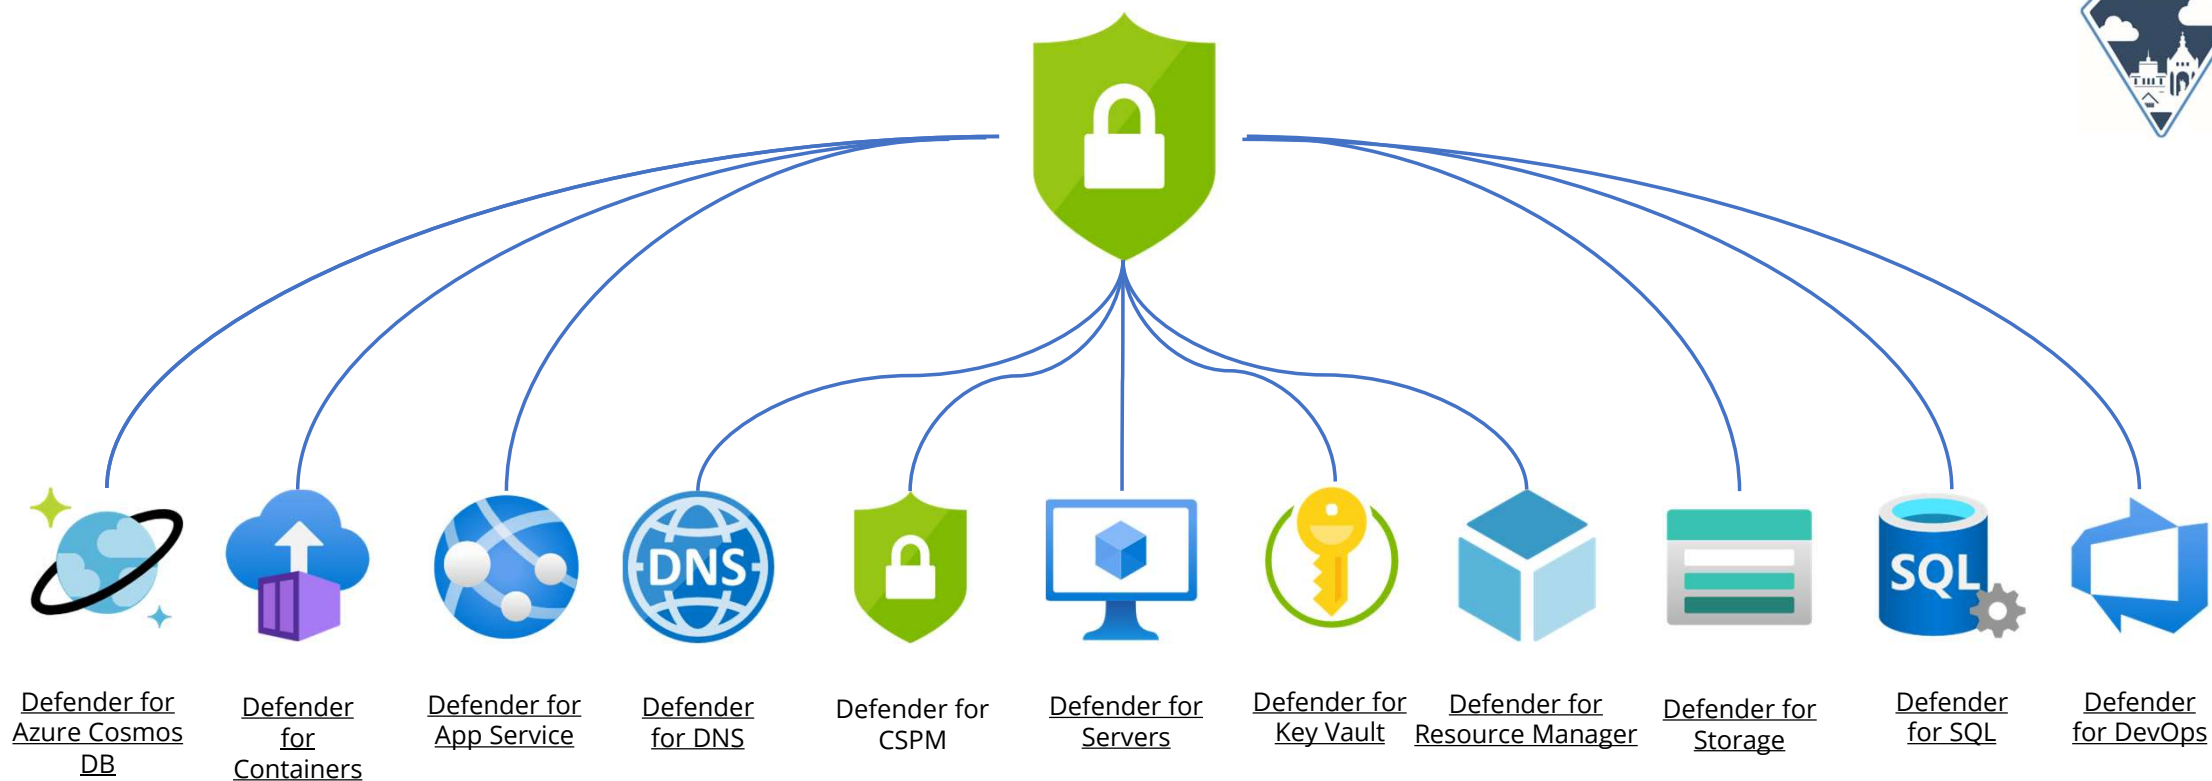 DNS
SQL
Defender for
Azure Cosmos
DB
Defender
for
Containers
Defender for
App Service
Defender
for DNS
Defender for
CSPM
Defender for
Servers
Defender for
Key Vault
Defender for
Resource Manager
Defender for
Storage
Defender
for SQL
Defender
for DevOps